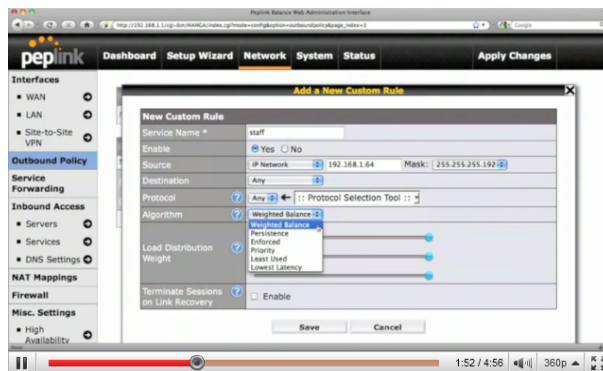 Peplink Balance Web Administration Interface
http://192.168.1.1/cgi-bin/MANGA/index.cgi?mode=config&option=outboundpolicy&page_index=3
Google
peplink
Dashboard Setup Wizard Network System Status Apply Changes
Interfaces
WAN
LAN
Site-to-Site
VPN
Outbound Policy
Service
Forwarding
Inbound Access
Servers
Services
DNS Settings
NAT Mappings
Firewall
Misc. Settings
High
Availability
Add a New Custom Rule
New Custom Rule
Service Name * staff
Enable Yes No
Source IP Network 192.168.1.64 Mask: 255.255.255.192
Destination Any
Protocol Any :: Protocol Selection Tool ::
Algorithm Weighted Balance
Weighted Balance
Persistence
Enforced
Priority
Least Used
Lowest Latency
Load Distribution
Weight
Terminate Sessions
on Link Recovery
Enable
Save Cancel
1:52 / 4:56 360p